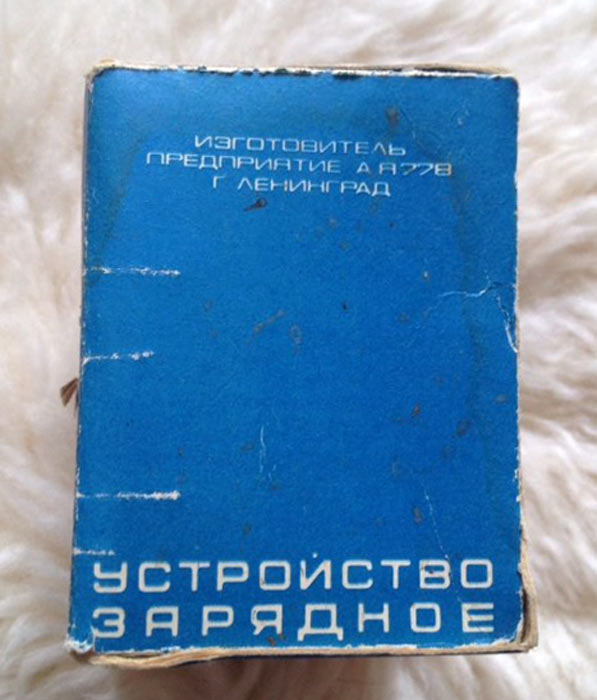 ИЗГОТОВИТЕЛЬ
ПРЕДПРИЯТИЕ А Я 778
Г ЛЕНИНГРАД
УСТРОЙСТВО
ЗАРЯДНОЕ